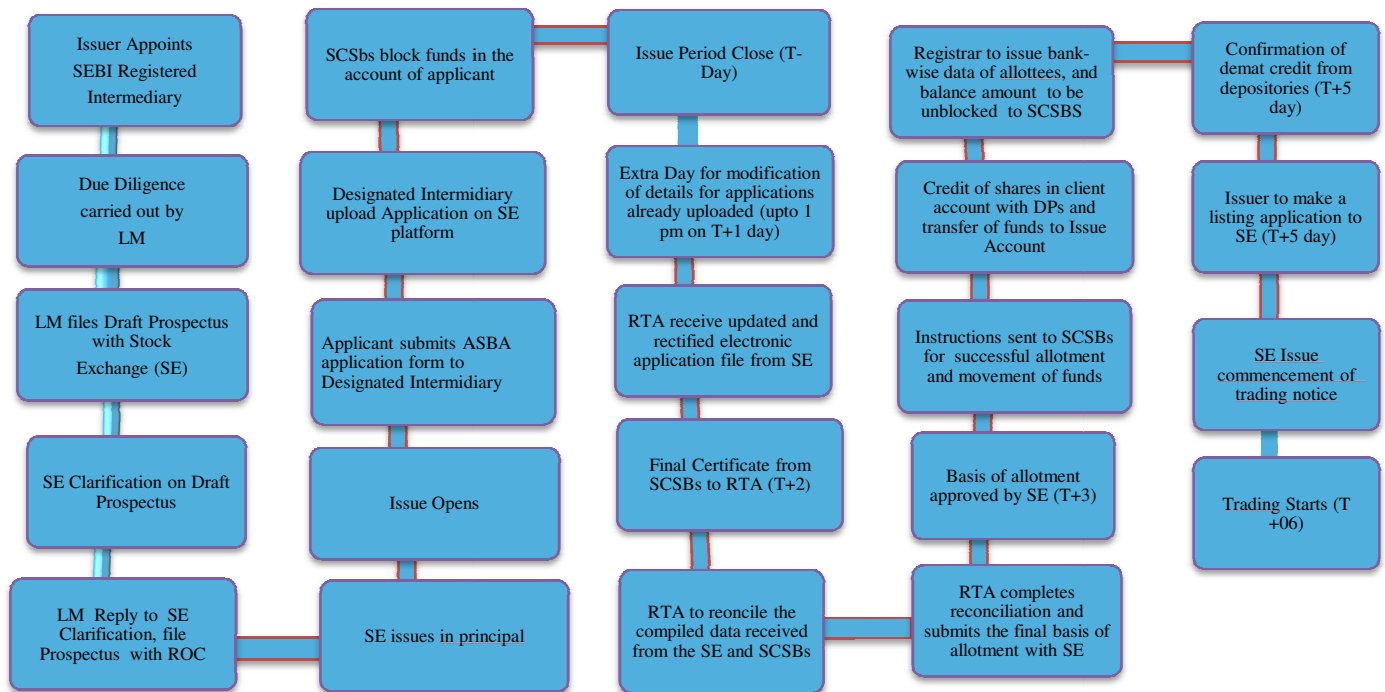 Issuer Appoints
SEBI Registered
Intermediary
Due Diligence
carried out by
LM
LM files Draft Prospectus
with Stock
Exchange (SE)
SE Clarification on Draft
Prospectus
LM Reply to SE
Clarification, file
Prospectus with ROC
SE issues in principal
Issue Opens
Applicant submits ASBA
application form to
Designated Intermidiary
Designated Intermidiary
upload Application on SE
platform
SCSbs block funds in the
account of applicant
Issue Period Close (T-
Day)
Extra Day for modification
of details for applications
already uploaded (upto 1
pm on T+1 day)
RTA receive updated and
rectified electronic
application file from SE
Final Certificate from
SCSBs to RTA (T+2)
RTA to reconcile the
compiled data received
from the SE and SCSBs
RTA completes
reconciliation and
submits the final basis of
allotment with SE
Basis of allotment
approved by SE (T+3)
Instructions sent to SCSBs
for successful allotment
and movement of funds
Credit of shares in client
account with DPs and
transfer of funds to Issue
Account
Registrar to issue bank-
wise data of allottees, and
balance amount to be
unblocked to SCSBS
Confirmation of
demat credit from
depositories (T+5
day)
Issuer to make a
listing application to
SE (T+5 day)
SE Issue
commencement of
trading notice
Trading Starts (T
+06)